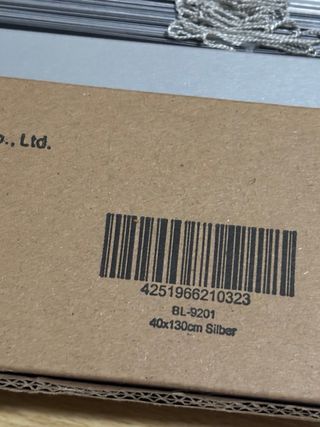 o., Ltd.
4251966210323
BL-9201
40x130cm Silber